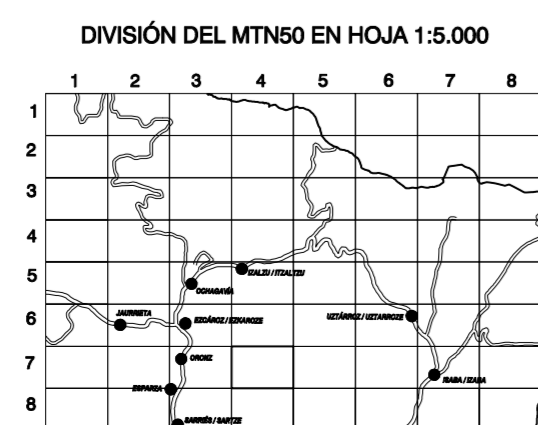 DIVISIÓN DEL MTN50 EN HOJA 1:5.000
1 2 3 4 5 6 7 8
1
2
3
4
5
IZALZU / ITZALTZU
OCHAGAVÍA
6
JAURRIETA
EZCÁROZ / EZKAROZE
UZTÁRROZ / UZTARROZE
7
ORONZ
ISABA / IZABA
ESPARZA
8
SARRIÉS / SARTZE